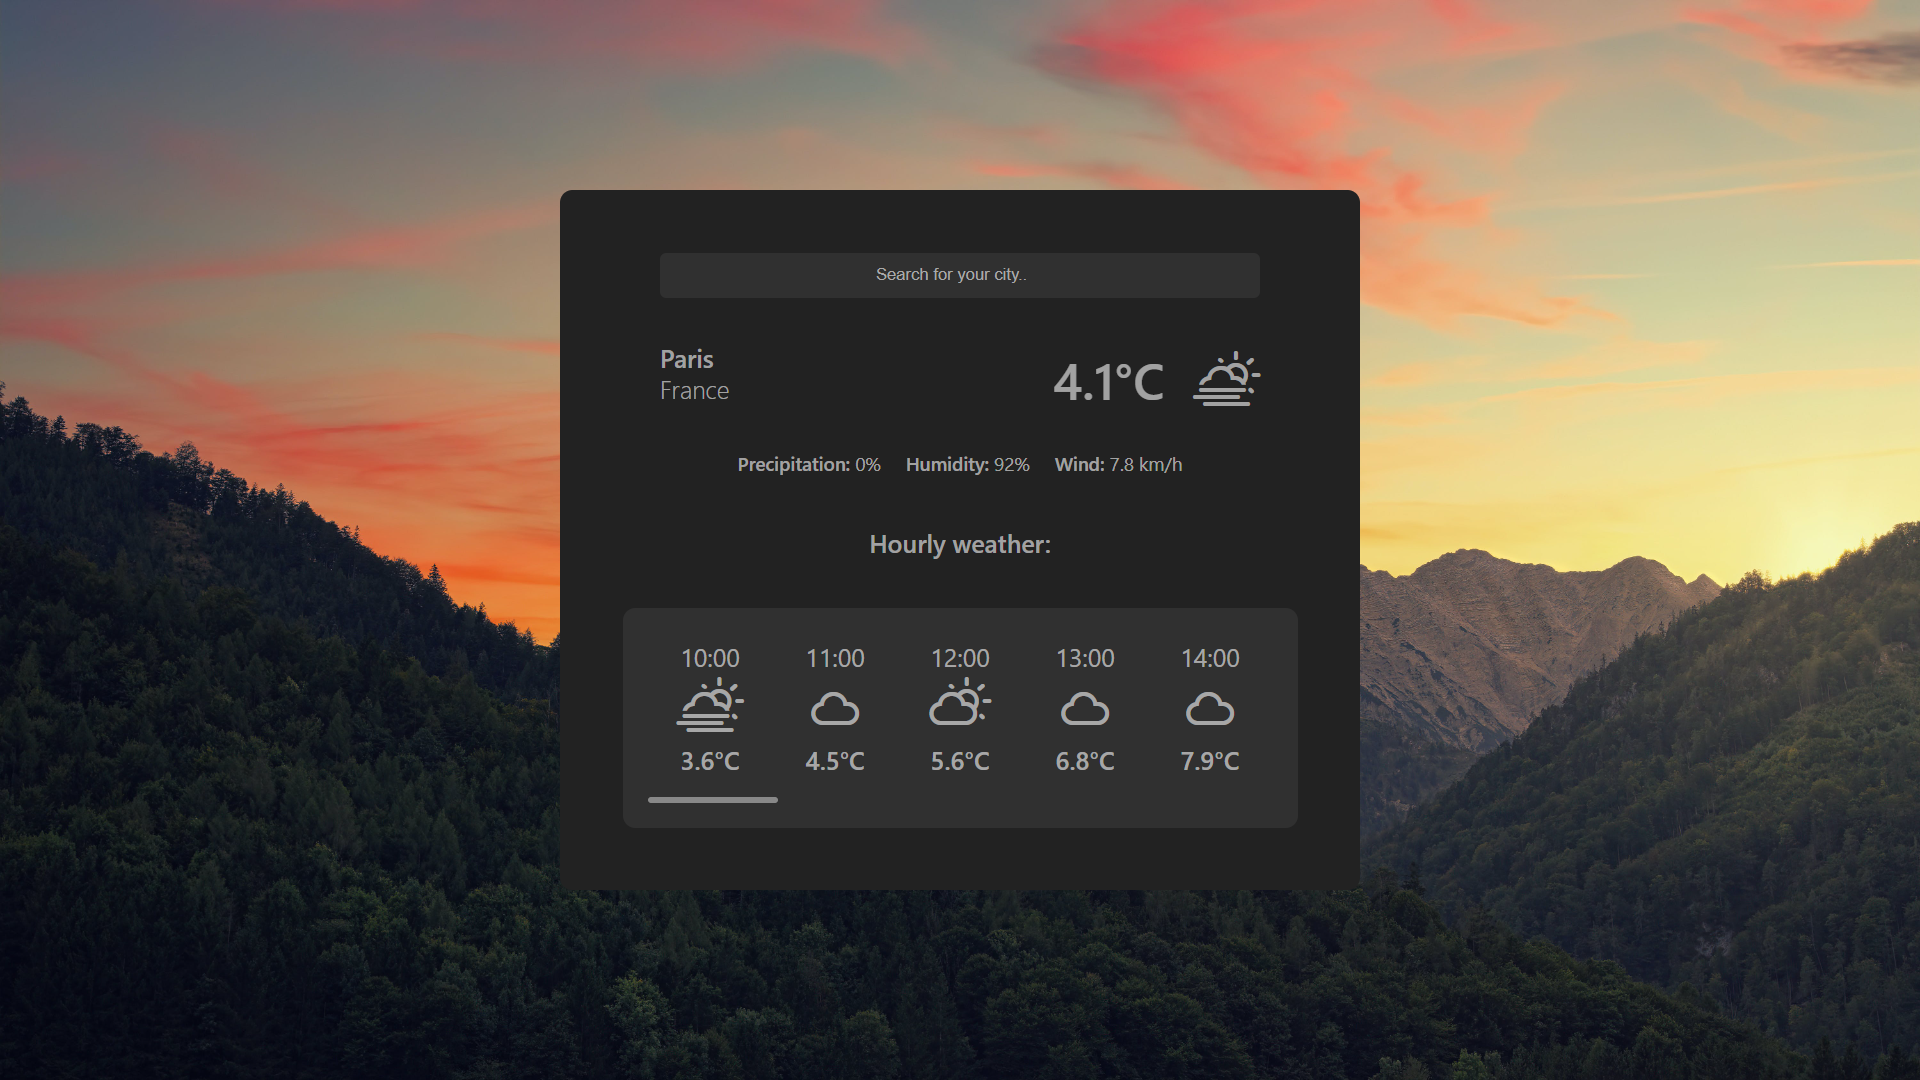 Search for your city..
Paris
France
4.1°C
Precipitation: 0% Humidity: 92% Wind: 7.8 km/h
Hourly weather:
10:00 11:00 12:00 13:00 14:00
3.6°C 4.5°C 5.6°C 6.8°C 7.9°C